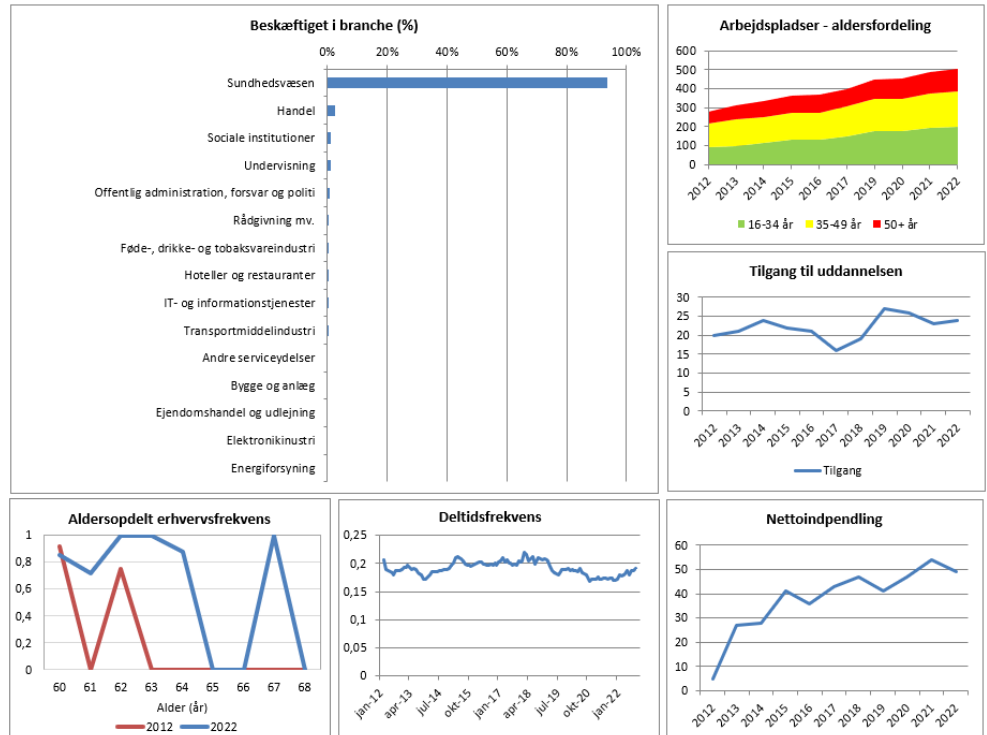 Beskæftiget i branche (%)
0% 20% 40% 60% 80% 100%
Sundhedsvæsen
Handel
Sociale institutioner
Undervisning
Offentlig administration, forsvar og politi
Rådgivning mv.
Føde-, drikke- og tobaksvareindustri
Hoteller og restauranter
IT- og informationstjenester
Transportmiddelindustri
Andre serviceydelser
Bygge og anlæg
Ejendomshandel og udlejning
Elektronikinustri
Energiforsyning
Arbejdspladser - aldersfordeling
600
500
400
300
200
100
0
2012 2013 2014 2015 2016 2017 2019 2020 2021 2022
16-34 år 35-49 år 50+ år
Tilgang til uddannelsen
30
25
20
15
10
5
0
2012 2013 2014 2015 2016 2017 2018 2019 2020 2021 2022
Tilgang
Aldersopdelt erhvervsfrekvens
1
0,8
0,6
0,4
0,2
0
60 61 62 63 64 65 66 67 68
Alder (år)
2012 2022
Deltidsfrekvens
0,25
0,2
0,15
0,1
0,05
0
jan-12 apr-13 jul-14 okt-15 jan-17 apr-18 jul-19 okt-20 jan-22
Nettoindpendling
60
50
40
30
20
10
0
2012 2013 2014 2015 2016 2017 2018 2019 2020 2021 2022